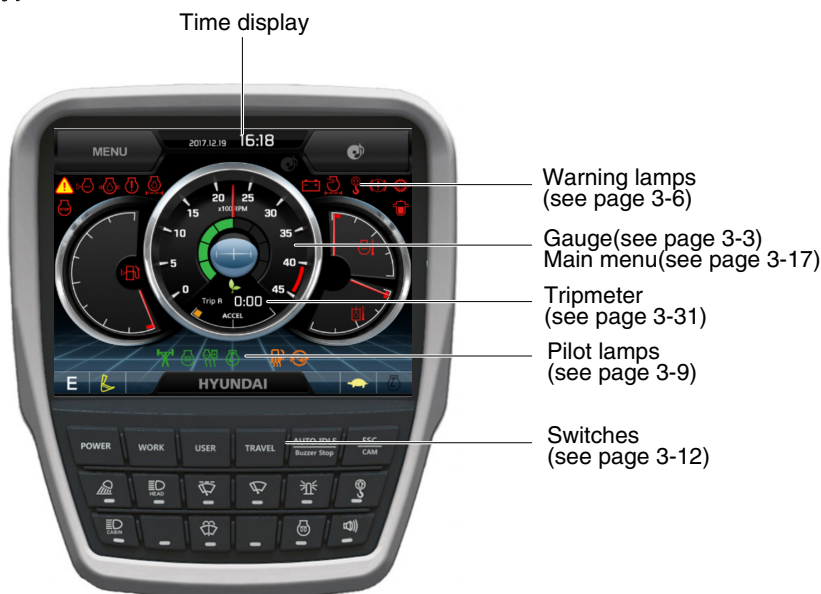 Time display
MENU
2017.12.19 16:18
Warning lamps
(see page 3-6)
20 25
x100 RPM
15 30
10 35
5 40
0 45
Gauge(see page 3-3)
Main menu(see page 3-17)
Trip R 0:00
ACCEL
Tripmeter
(see page 3-31)
Pilot lamps
(see page 3-9)
E HYUNDAI
POWER WORK USER TRAVEL AUTO IDLE ESC
Buzzer Stop CAM
Switches
(see page 3-12)
HEAD
CABIN